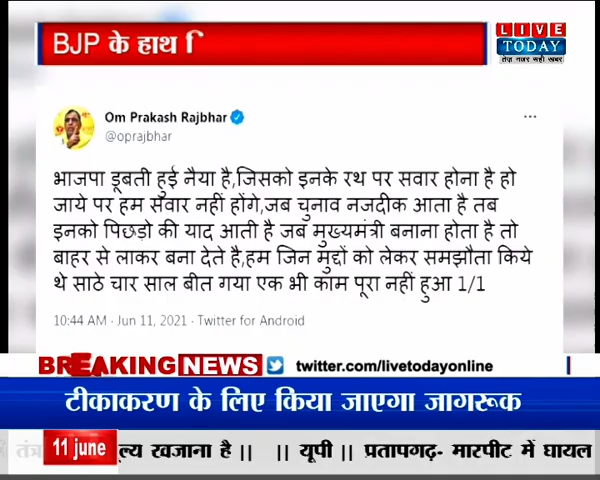 BJP के हाथ
LIVE
TODAY
तेज़ नजर सही खबर
Om Prakash Rajbhar
@oprajbhar
भाजपा डूबती हुई नैया है,जिसको इनके रथ पर सवार होना है हो
जाये पर हम सवार नहीं होंगे,जब चुनाव नजदीक आता है तब
इनको पिछड़ो की याद आती है जब मुख्यमंत्री बनाना होता है तो
बाहर से लाकर बना देते है,हम जिन मुद्दों को लेकर समझौता किये
थे साठे चार साल बीत गया एक भी काम पूरा नहीं हुआ 1/1
10:44 AM · Jun 11, 2021 · Twitter for Android
BREAKING NEWS twitter.com/livetodayonline
टीकाकरण के लिए किया जाएगा जागरूक
11 june
खजाना है || || यूपी || प्रतापगढ़- मारपीट में घायल